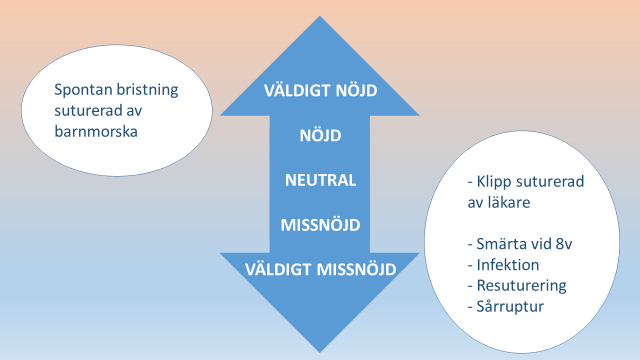 Spontan bristning
suturerad av
barnmorska
VÄLDIGT NÖJD
NÖJD
NEUTRAL
MISSNÖJD
VÄLDIGT MISSNÖJD
- Klipp suturerad
av läkare
- Smärta vid 8v
- Infektion
- Resuturering
- Sårruptur